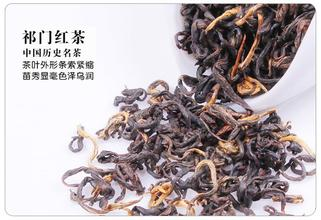 祁门红茶
中国历史名茶
茶叶外形条索紧缩
苗秀显毫色泽乌润